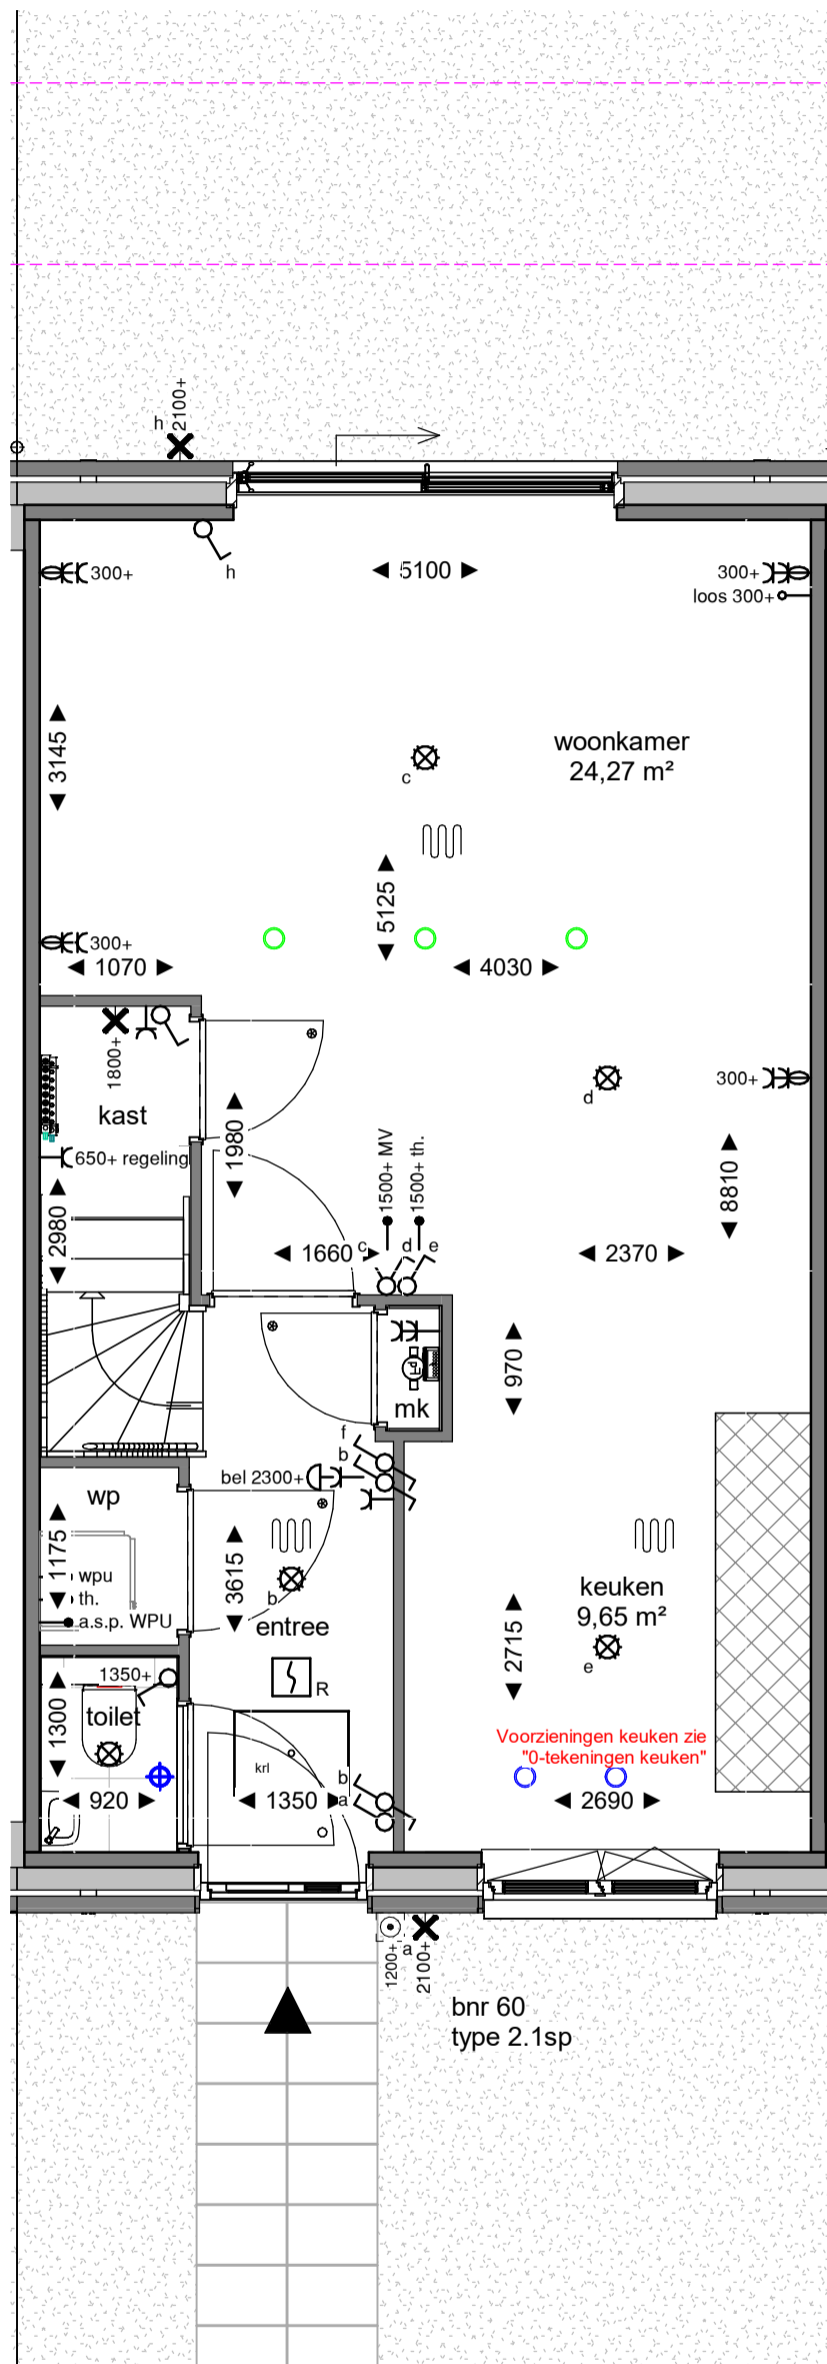 2100+
h
h
300+
5100
300+
loos 300+
3145
woonkamer
24,27 m²
c
5125
300+
1070
4030
1800+
kast
d
300+
1980
650+ regeling
1500+ MV
1500+ th.
8810
2980
1660
c
d
e
2370
970
mk
f
b
bel 2300+
wp
1175
wpu
th.
a.s.p. WPU
3615
b
entree
keuken
9,65 m²
2715
e
1350+
R
1300
toilet
Voorzieningen keuken zie
"0-tekeningen keuken"
krl
b
a
920
1350
2690
1200+
a
2100+
bnr 60
type 2.1sp